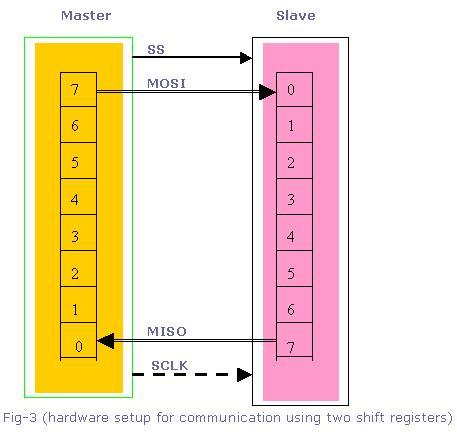 Master Slave
SS
MOSI
7 0
6 1
5 2
4 3
3 4
2 5
1 6
0 7
MISO
SCLK
Fig-3 (hardware setup for communication using two shift registers)